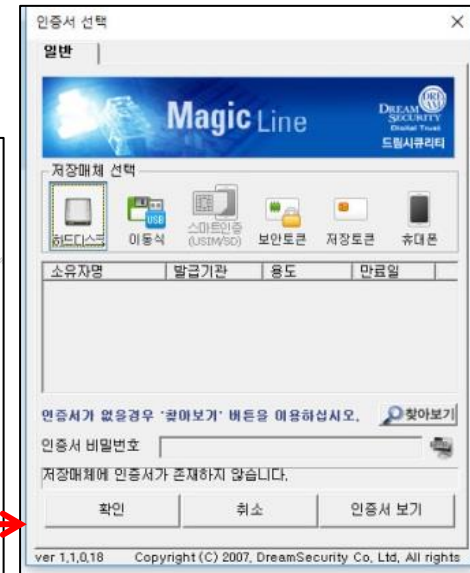 인증서 선택
일반
Magic Line
DREAM SECURITY
Digital Trust
드림시큐리티
저장매체 선택
하드디스크 이동식 스마트인증 (USIM/SD) 보안토큰 저장토큰 휴대폰
소유자명 발급기관 용도 만료일
인증서가 없을경우 '찾아보기' 버튼을 이용하십시오. 찾아보기
인증서 비밀번호
저장매체에 인증서가 존재하지 않습니다.
확인 취소 인증서 보기
ver 1,1,0,18 Copyright (C) 2007, DreamSecurity Co, Ltd, All rights